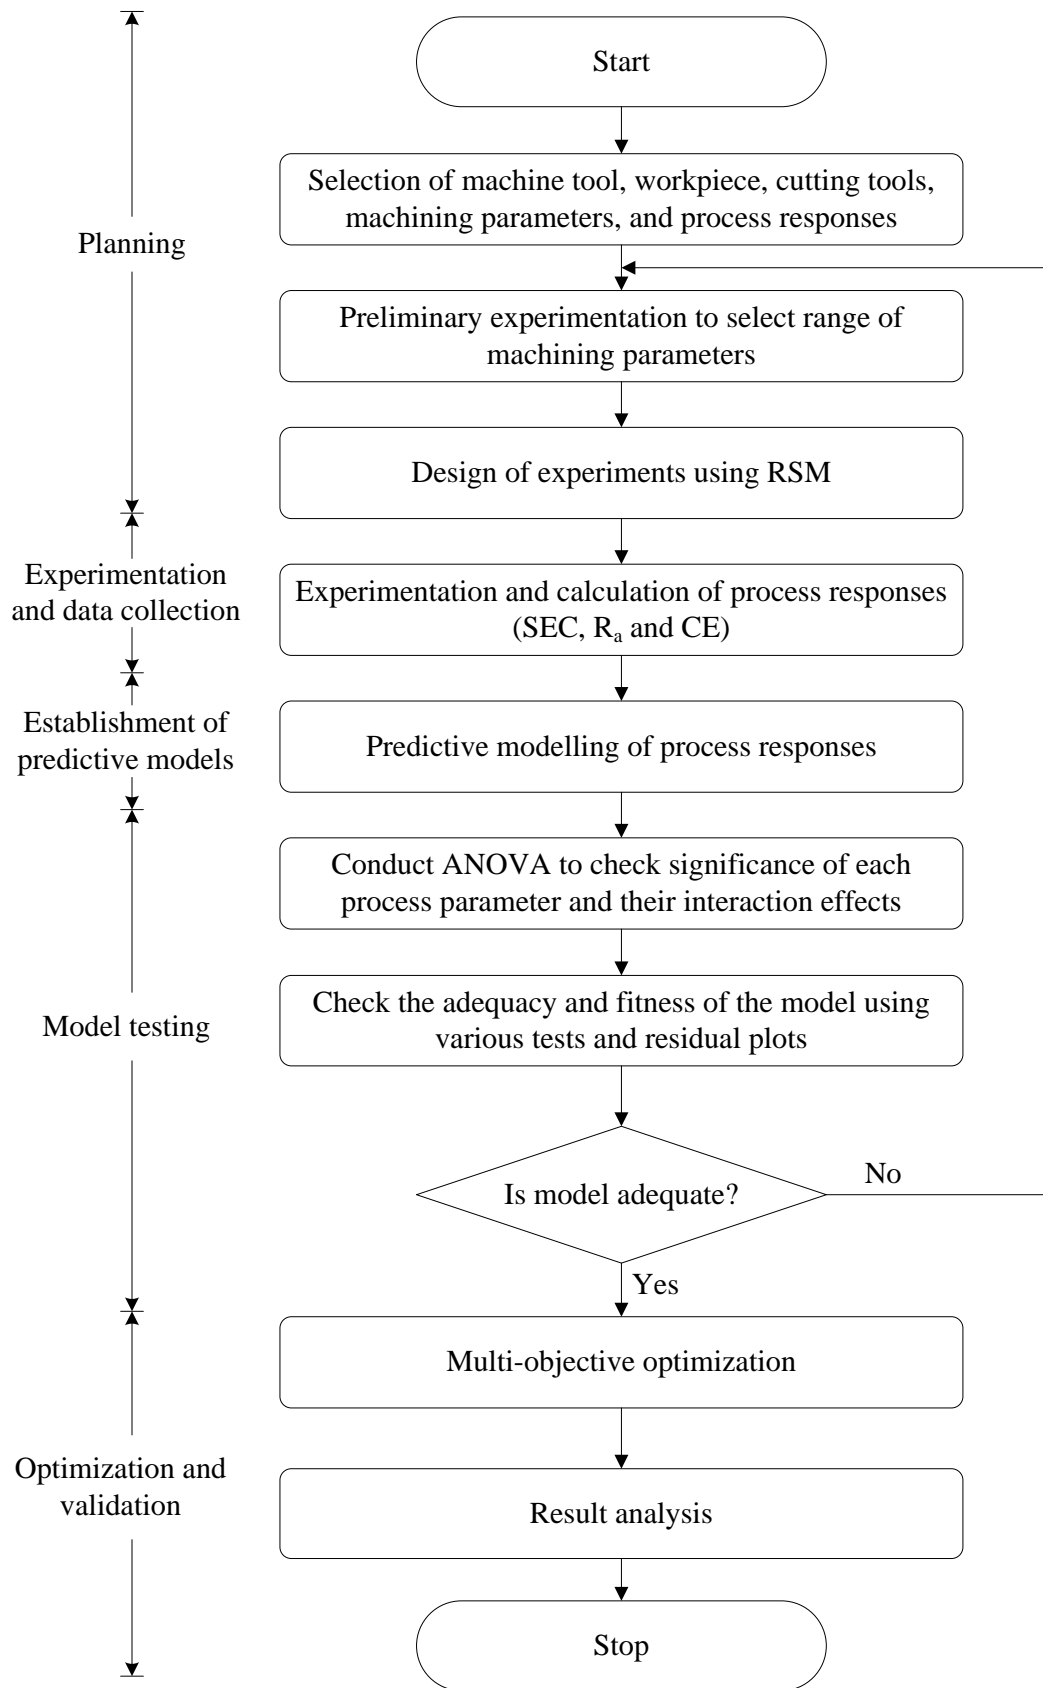 Start
Selection of machine tool, workpiece, cutting tools,
machining parameters, and process responses
Planning
Preliminary experimentation to select range of
machining parameters
Design of experiments using RSM
Experimentation
and data collection
Experimentation and calculation of process responses
(SEC, Ra and CE)
Establishment of
predictive models
Predictive modelling of process responses
Conduct ANOVA to check significance of each
process parameter and their interaction effects
Model testing
Check the adequacy and fitness of the model using
various tests and residual plots
Is model adequate?
No
Yes
Multi-objective optimization
Optimization and
validation
Result analysis
Stop